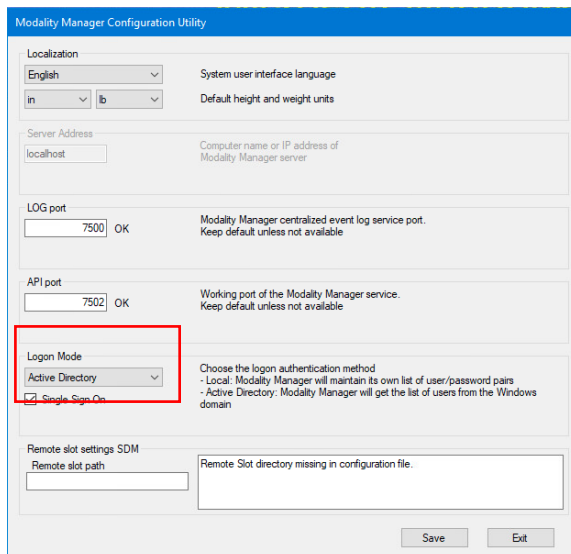 Modality Manager Configuration Utility
Localization
English
System user interface language
in
lb
Default height and weight units
Server Address
localhost
Computer name or IP address of
Modality Manager server
LOG port
7500
OK
Modality Manager centralized event log service port.
Keep default unless not available
API port
7502
OK
Working port of the Modality Manager service.
Keep default unless not available
Logon Mode
Active Directory
Single Sign On
Choose the logon authentication method
- Local: Modality Manager will maintain its own list of user/password pairs
- Active Directory: Modality Manager will get the list of users from the Windows
domain
Remote slot settings SDM
Remote slot path
Remote Slot directory missing in configuration file.
Save
Exit